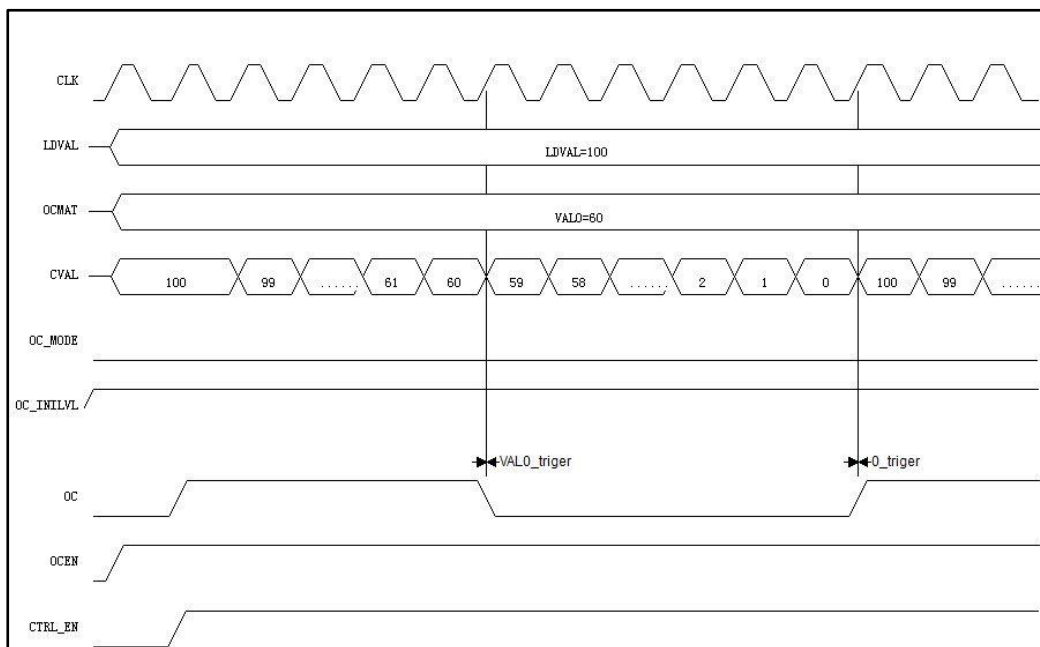 CLK
LDVAL
LDVAL=100
OCMAT
VAL0=60
CVAL 100 99 ...... 61 60 59 58 ...... 2 1 0 100 99 ......
OC_MODE
OC_INILVL
VAL0_triger 0_triger
OC
OCEN
CTRL_EN